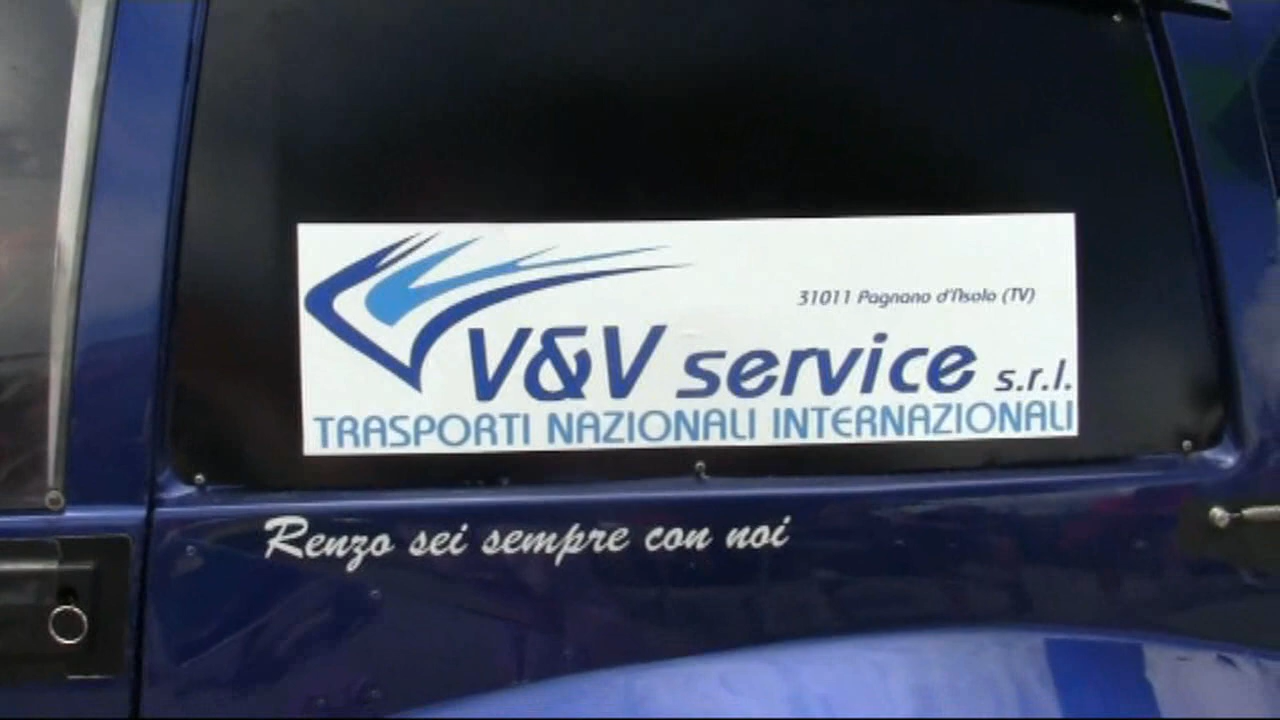 31011 Pagnano d'Asolo (TV)
V&V service s.r.l.
TRASPORTI NAZIONALI INTERNAZIONALI
Renzo sei sempre con noi